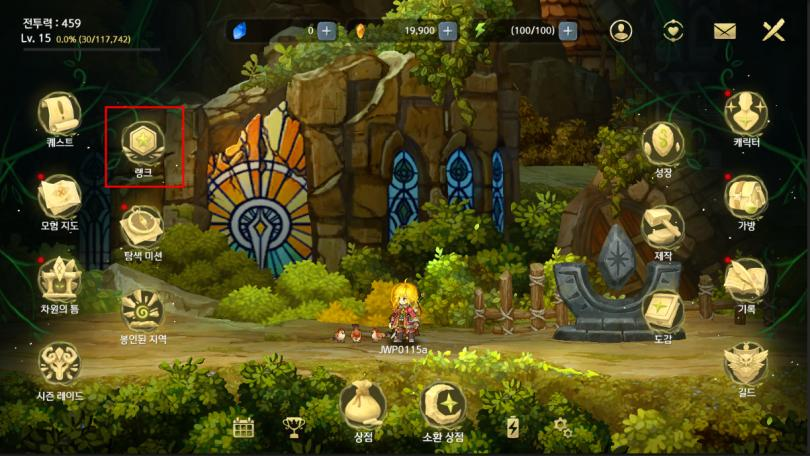 전투력 : 459
Lv. 15 0.0% (30/117,742)
0
19,900
(100/100)
퀘스트
랭크
성장
캐릭터
모험 지도
탐색 미션
제작
가방
차원의 틈
봉인된 지역
도감
기록
시즌 레이드
길드
JWP0115a
상점
소환 상점